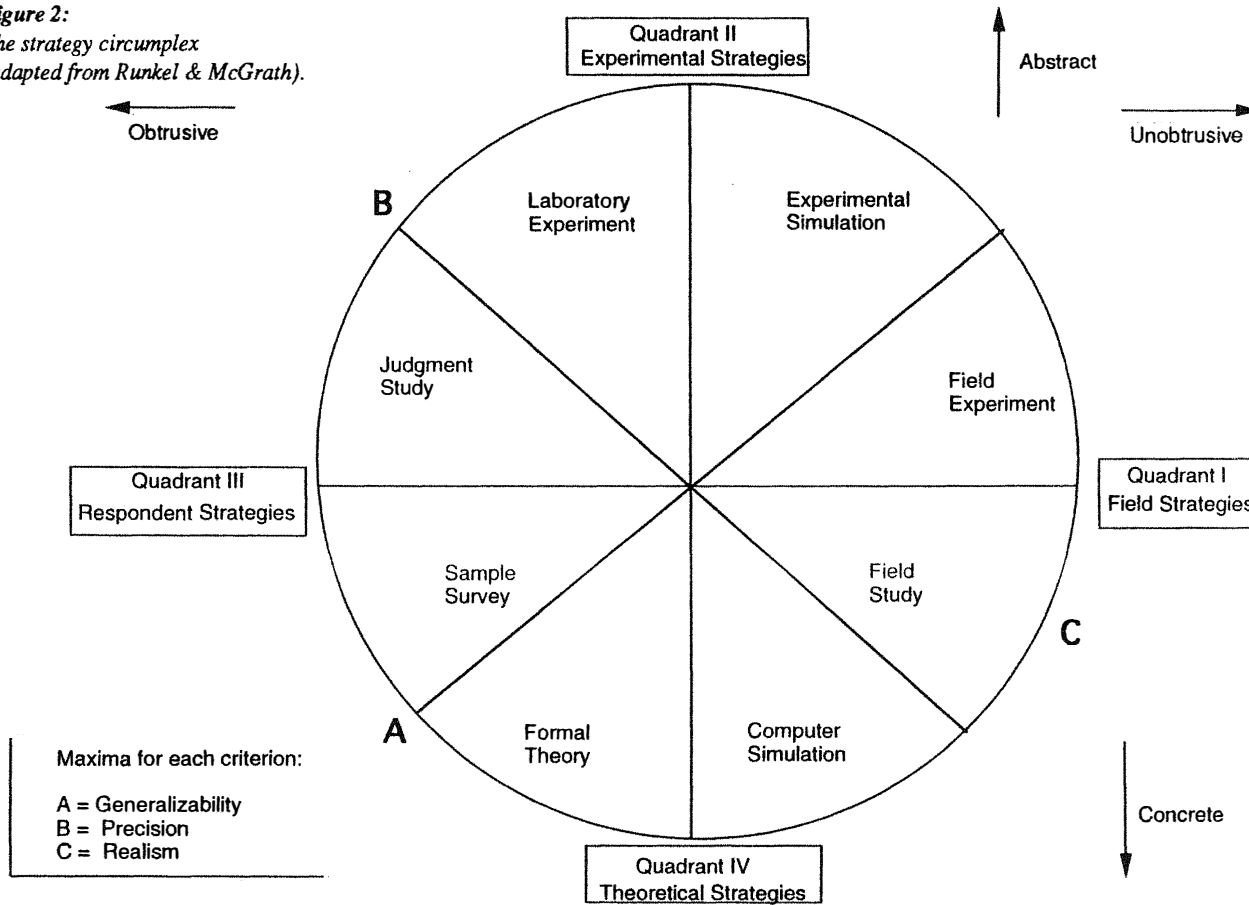 igure 2:
he strategy circumplex
dapted from Runkel & McGrath).
Obtrusive
Quadrant II
Experimental Strategies
Abstract
Unobtrusive
B
Laboratory
Experiment
Experimental
Simulation
Judgment
Study
Field
Experiment
Quadrant III
Respondent Strategies
Quadrant I
Field Strategies
Sample
Survey
Field
Study
C
A
Formal
Theory
Computer
Simulation
Maxima for each criterion:
A = Generalizability
B = Precision
C = Realism
Concrete
Quadrant IV
Theoretical Strategies